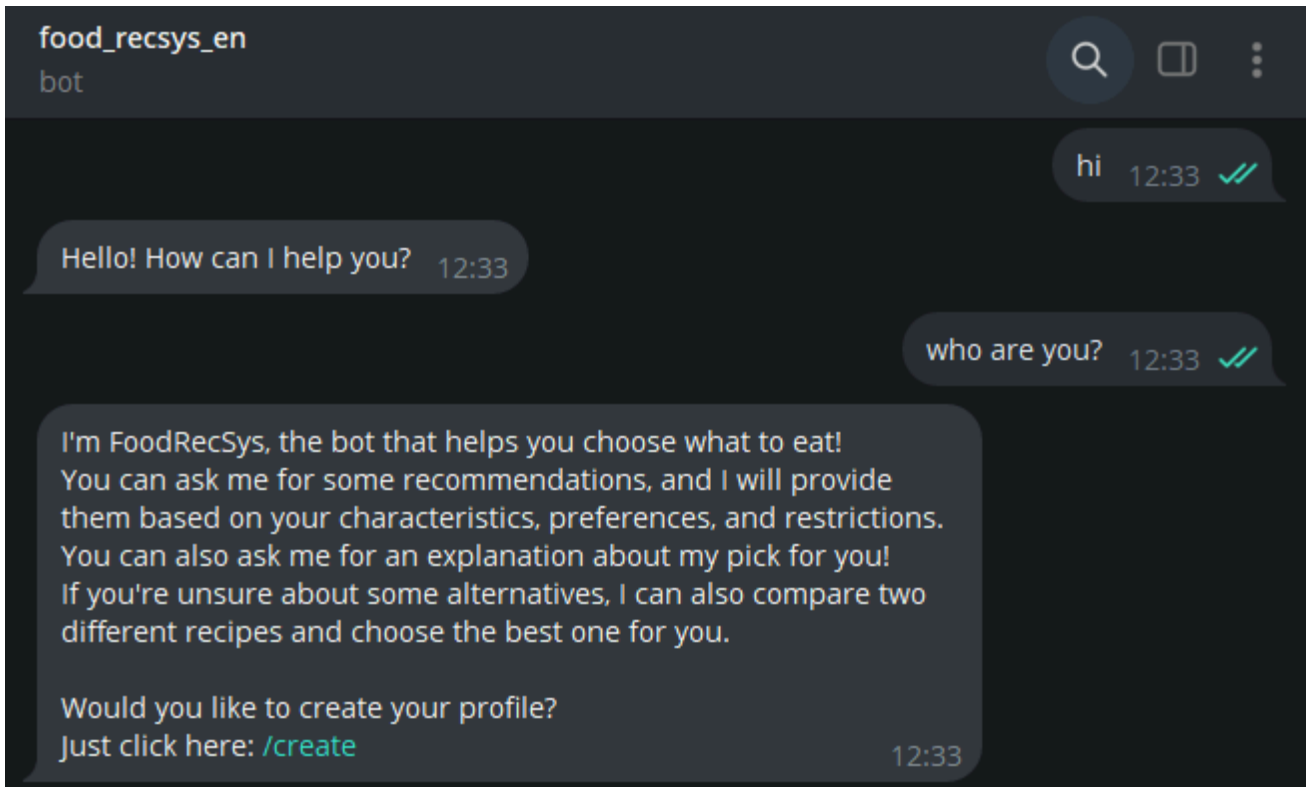 food_recsys_en
bot
hi 12:33
Hello! How can I help you? 12:33
who are you? 12:33
I'm FoodRecSys, the bot that helps you choose what to eat!
You can ask me for some recommendations, and I will provide
them based on your characteristics, preferences, and restrictions.
You can also ask me for an explanation about my pick for you!
If you're unsure about some alternatives, I can also compare two
different recipes and choose the best one for you.
Would you like to create your profile?
Just click here: /create 12:33